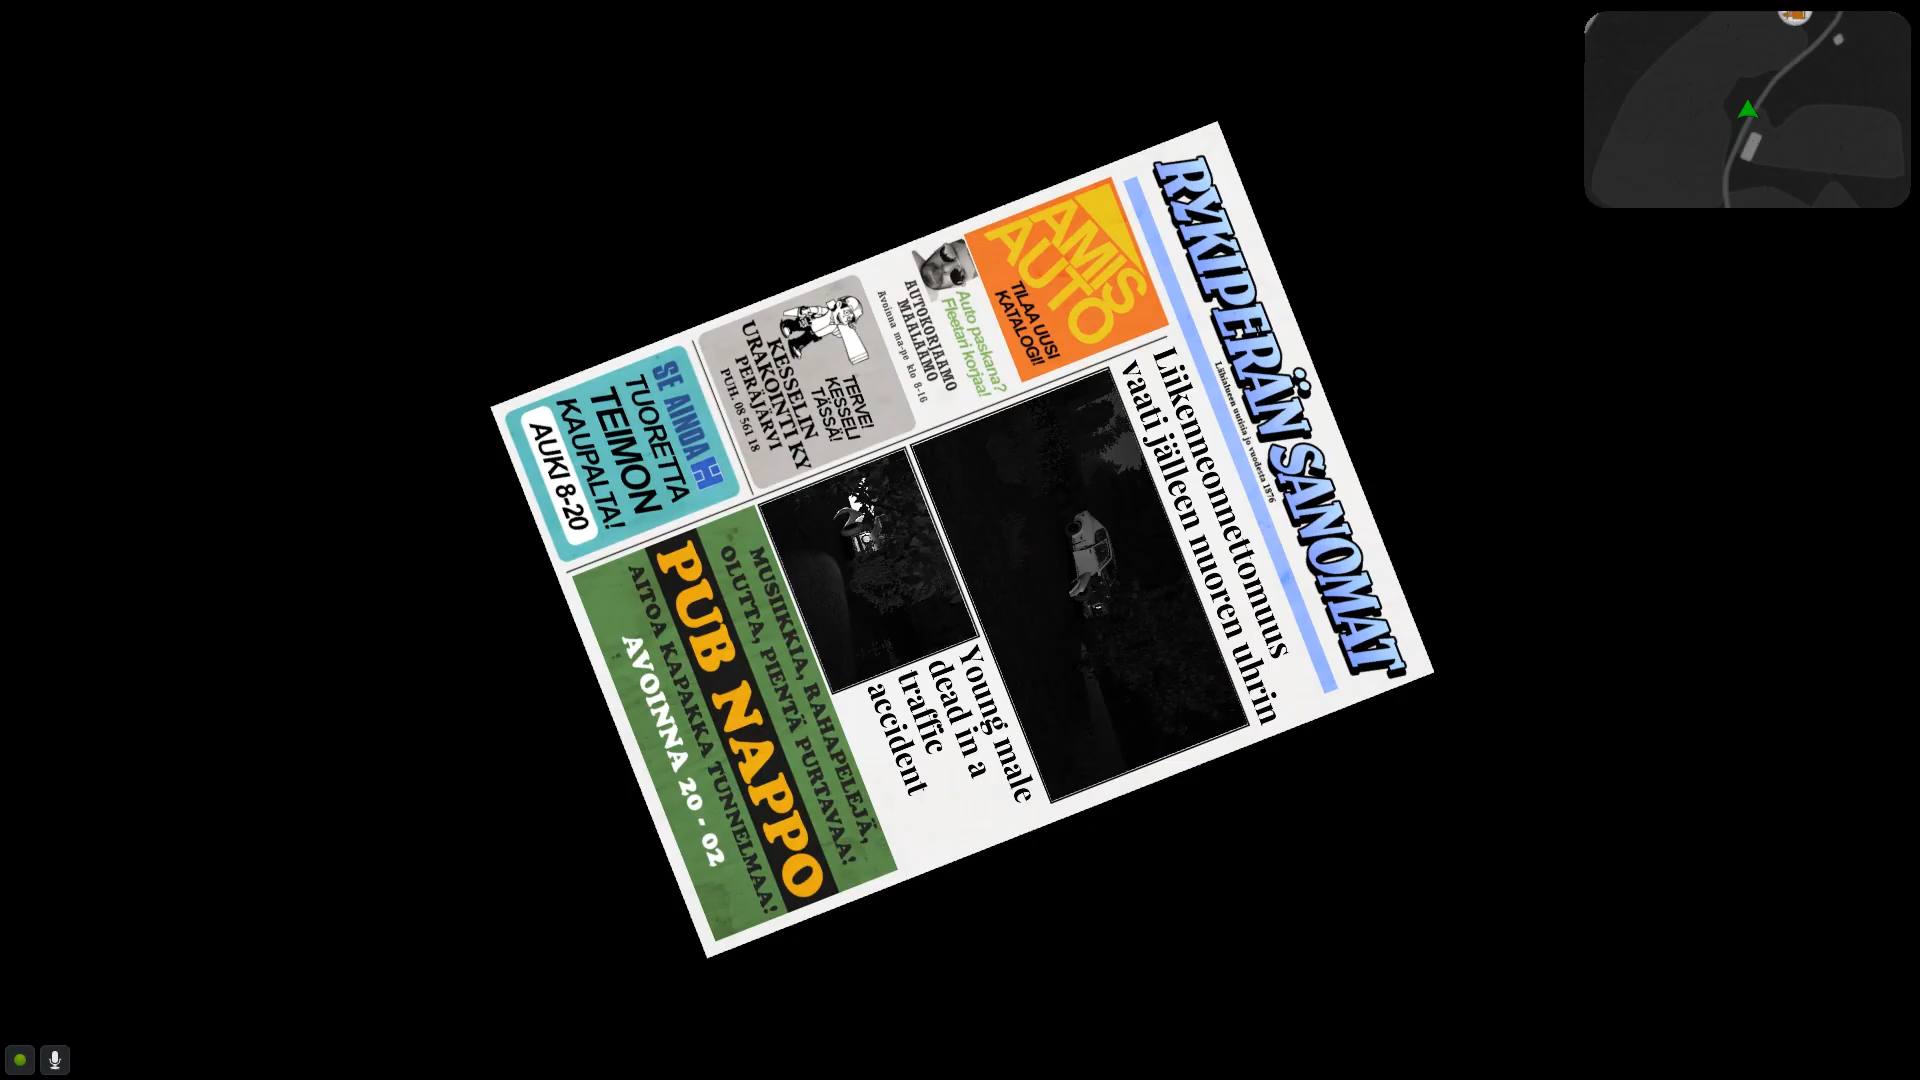 RYKIPERÄN SANOMAT
Lähialueen uutisia jo vuodesta 1876
Liikenneonnettomuus
vaati jälleen nuoren uhrin
Young male
dead in a
traffic
accident
AMIS
AUTO
TILAA UUSI
KATALOGI!
Auto paskana?
Fleetari korjaa!
AUTOKORJAAMO
MAALAAMO
Avoinna ma-pe klo 8-16
TERVE!
KESSELI
TÄSSÄ!
KESSELIN
URAKOINTI KY
PERÄJÄRVI
PUH. 08 561 18
SE AINOA
TUORETTA
TEIMON
KAUPALTA!
AUKI 8-20
MUSIIKKIA, RAHAPELEJÄ,
OLUTTA, PIENTÄ PURTAVAA!
PUB NAPPO
AITOA KAPAKKA TUNNELMAA!
AVOINNA 20 - 02